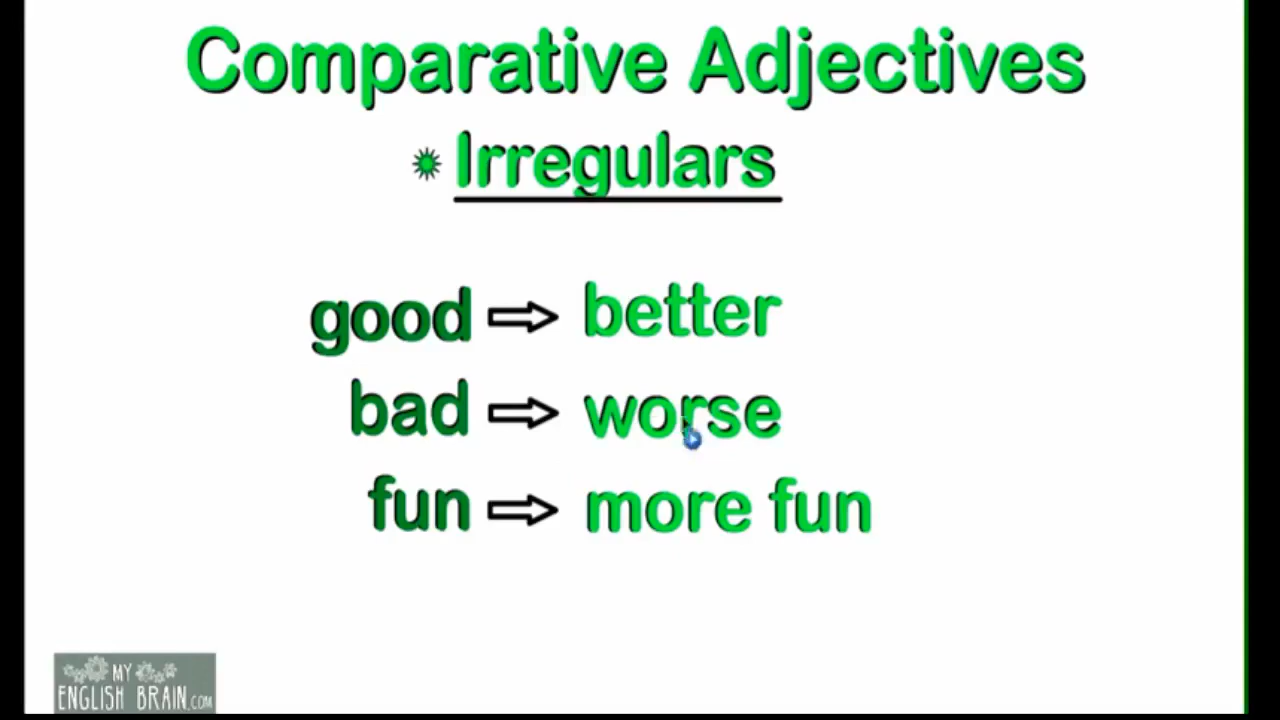 Comparative Adjectives
Irregulars
good ⇨ better
bad ⇨ worse
fun ⇨ more fun
MY
ENGLISH BRAIN.COM